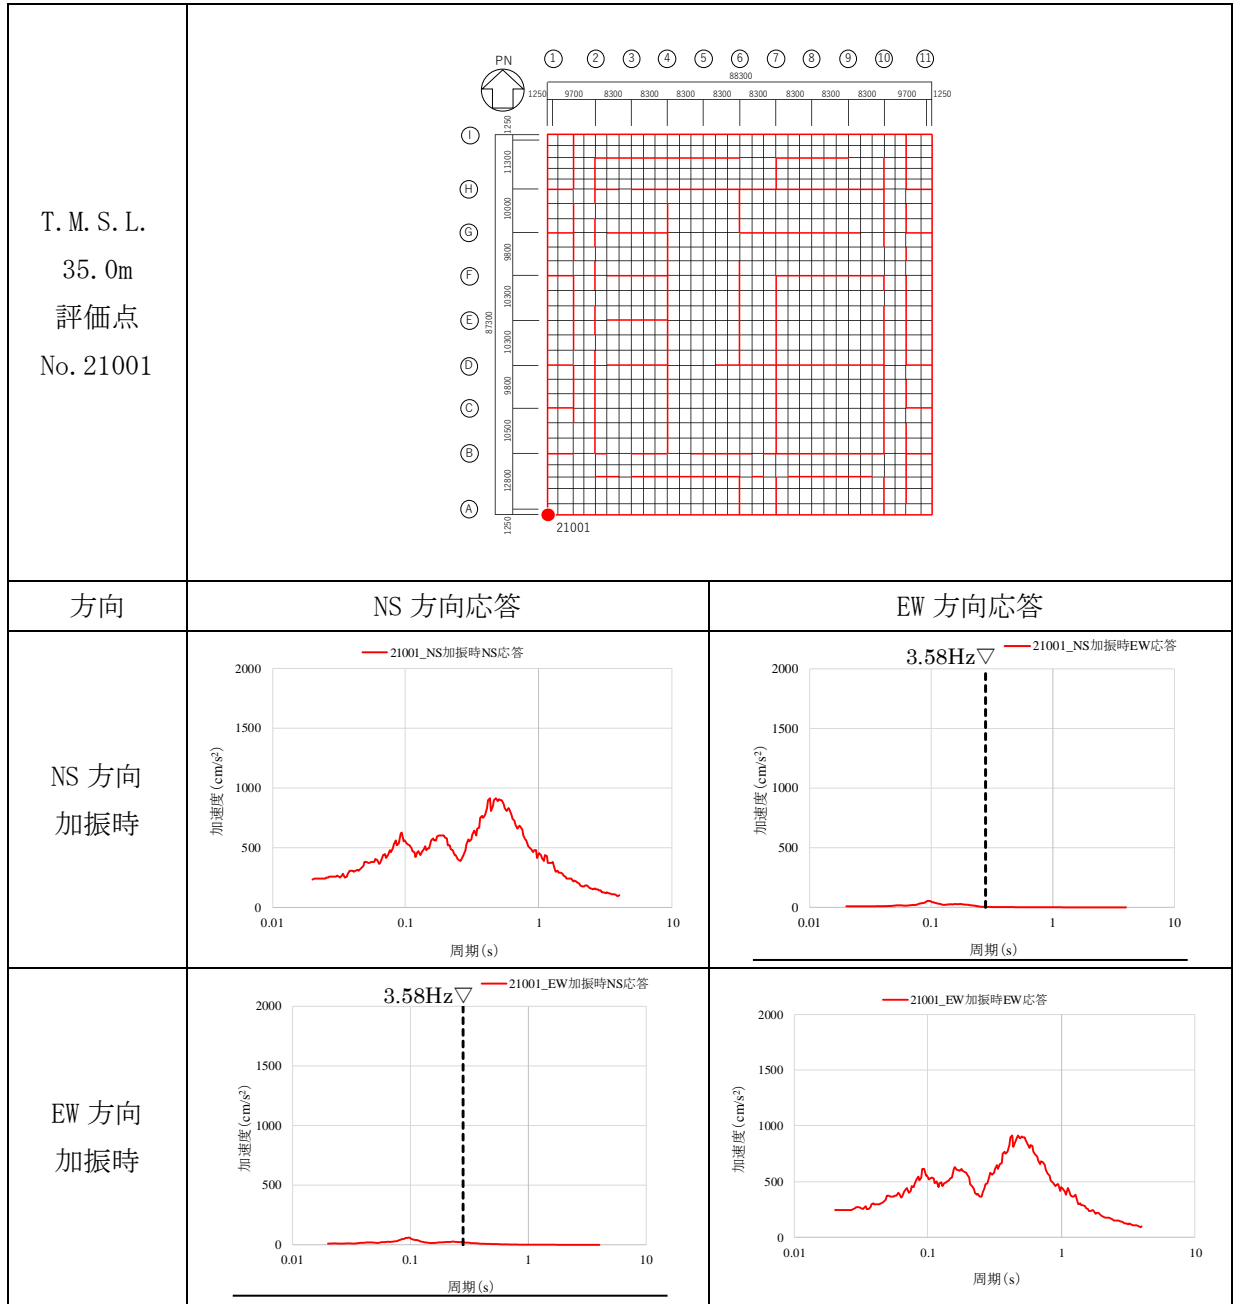 T.M.S.L.
35.0m
評価点
No.21001
PN
① ② ③ ④ ⑤ ⑥ ⑦ ⑧ ⑨ ⑩ ⑪
88300
1250 9700 8300 8300 8300 8300 8300 8300 8300 8300 9700 1250
Ⓘ
Ⓗ
Ⓖ
Ⓕ
Ⓔ
Ⓓ
Ⓒ
Ⓑ
Ⓐ
87300
1250
11300
10000
9800
10300
10300
9800
10500
12800
1250
21001
方向
NS 方向応答
EW 方向応答
NS 方向
加振時
21001_NS加振時NS応答
2000
1500
1000
500
0
加速度(cm/s²)
0.01 0.1 1 10
周期(s)
3.58Hz▽
21001_NS加振時EW応答
2000
1500
1000
500
0
加速度(cm/s²)
0.01 0.1 1 10
周期(s)
EW 方向
加振時
3.58Hz▽
21001_EW加振時NS応答
2000
1500
1000
500
0
加速度(cm/s²)
0.01 0.1 1 10
周期(s)
21001_EW加振時EW応答
2000
1500
1000
500
0
加速度(cm/s²)
0.01 0.1 1 10
周期(s)